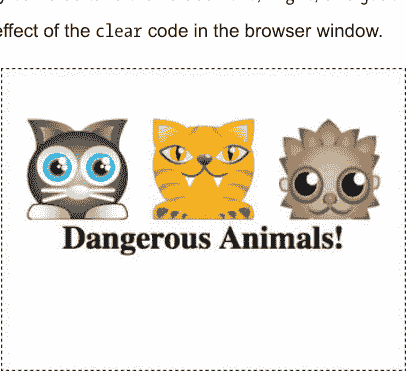 effect of the clear code in the browser window.
Dangerous Animals!